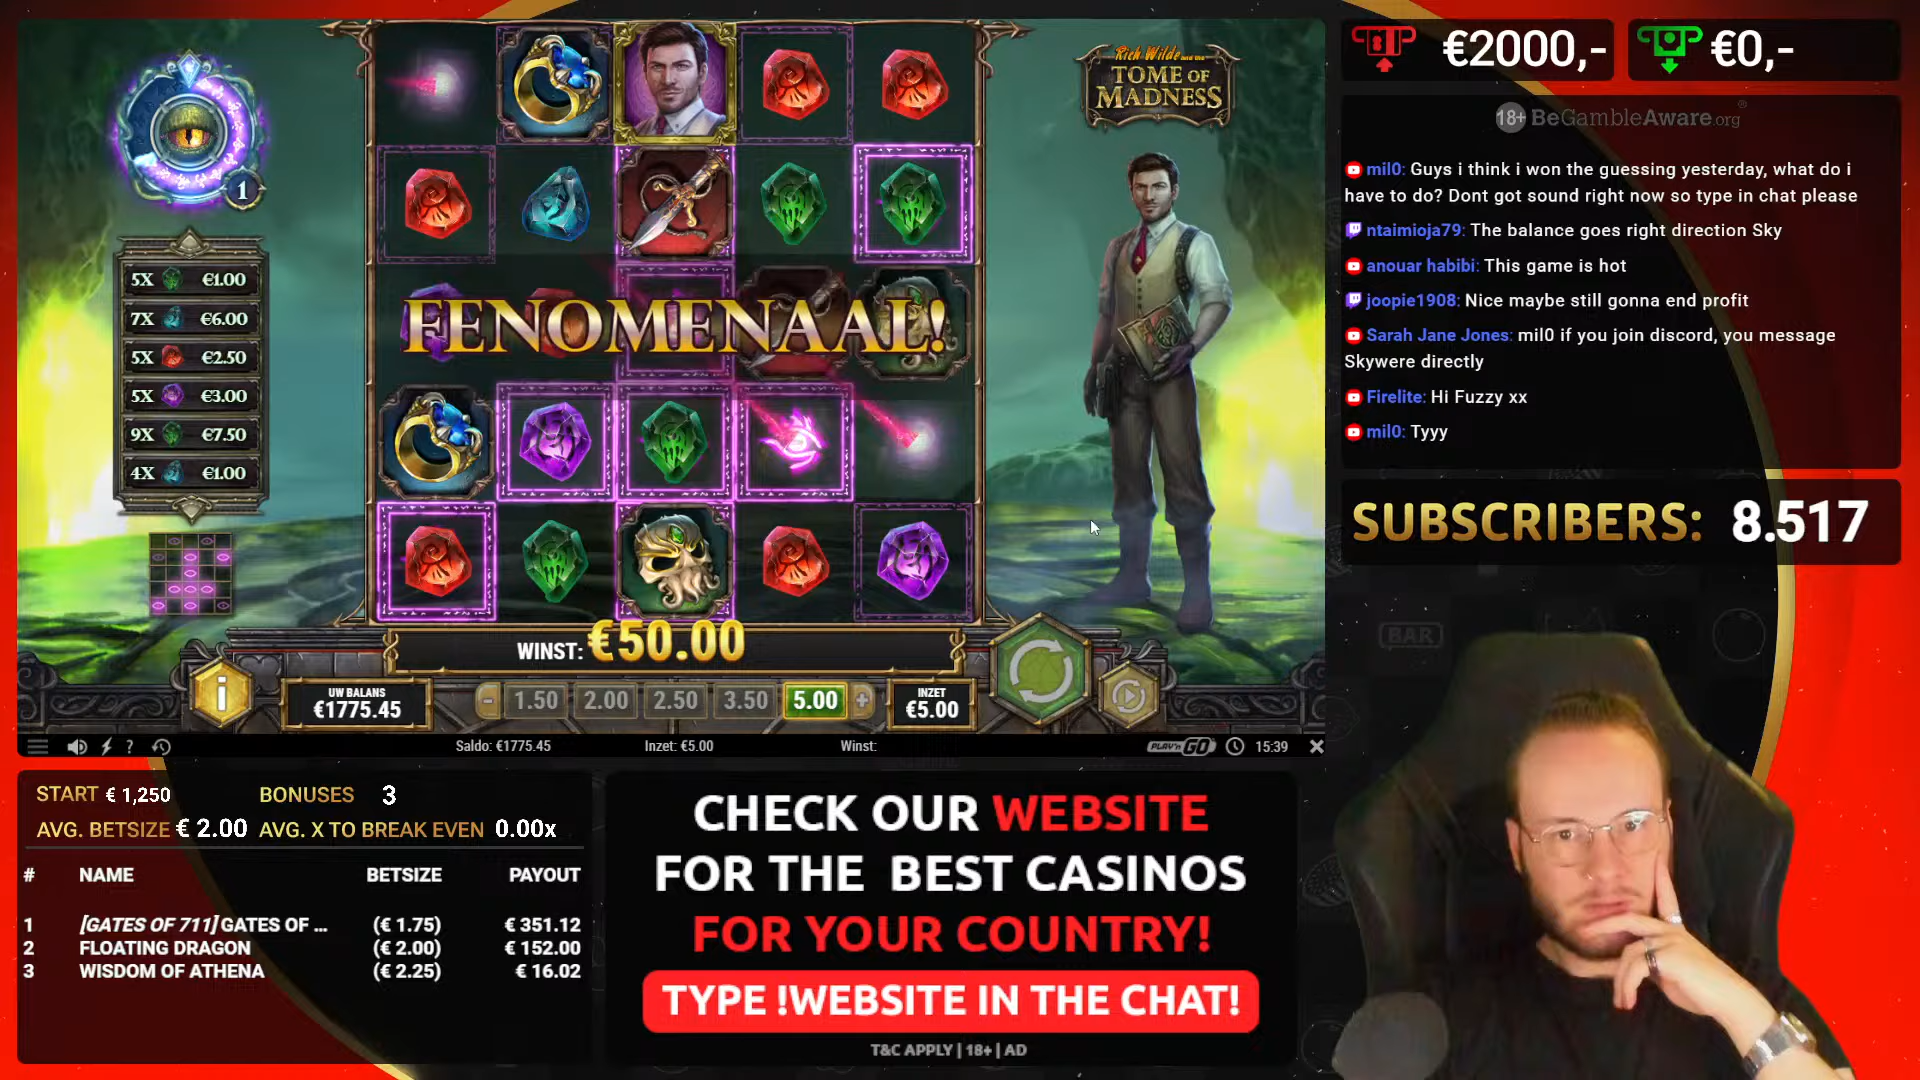 Rich Wilde and the
TOME OF
MADNESS
1
5X €1.00
7X €6.00
5X €2.50
5X €3.00
9X €7.50
4X €1.00
FENOMENAAL!
WINST: €50.00
UW BALANS
€1775.45
- 1.50 2.00 2.50 3.50 5.00 +
INZET
€5.00
Saldo: €1775.45 Inzet: €5.00 Winst:
PLAY'n GO 15:39
€2000,- €0,-
18+ BeGambleAware.org
mil0: Guys i think i won the guessing yesterday, what do i
have to do? Dont got sound right now so type in chat please
ntaimioja79: The balance goes right direction Sky
anouar habibi: This game is hot
joopie1908: Nice maybe still gonna end profit
Sarah Jane Jones: mil0 if you join discord, you message
Skywere directly
Firelite: Hi Fuzzy xx
mil0: Tyyy
SUBSCRIBERS: 8.517
BAR
START € 1,250 BONUSES 3
AVG. BETSIZE € 2.00 AVG. X TO BREAK EVEN 0.00x
# NAME BETSIZE PAYOUT
1 [GATES OF 711] GATES OF ... (€ 1.75) € 351.12
2 FLOATING DRAGON (€ 2.00) € 152.00
3 WISDOM OF ATHENA (€ 2.25) € 16.02
CHECK OUR WEBSITE
FOR THE BEST CASINOS
FOR YOUR COUNTRY!
TYPE !WEBSITE IN THE CHAT!
T&C APPLY | 18+ | AD